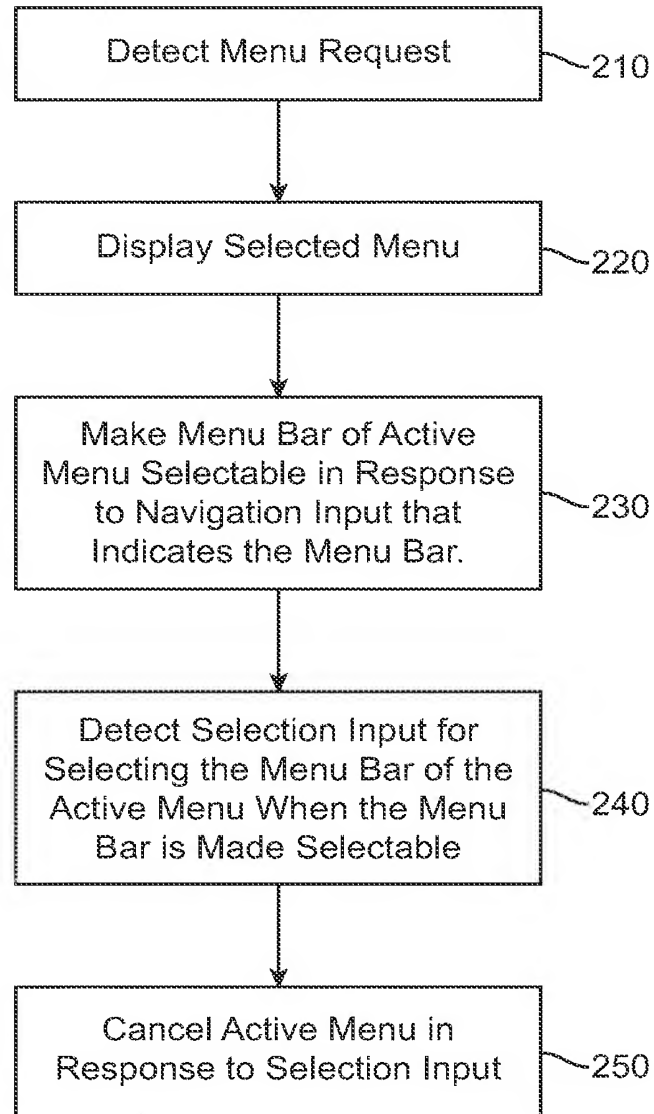 Detect Menu Request
210
Display Selected Menu
220
Make Menu Bar of Active
Menu Selectable in Response
to Navigation Input that
Indicates the Menu Bar.
230
Detect Selection Input for
Selecting the Menu Bar of the
Active Menu When the Menu
Bar is Made Selectable
240
Cancel Active Menu in
Response to Selection Input
250